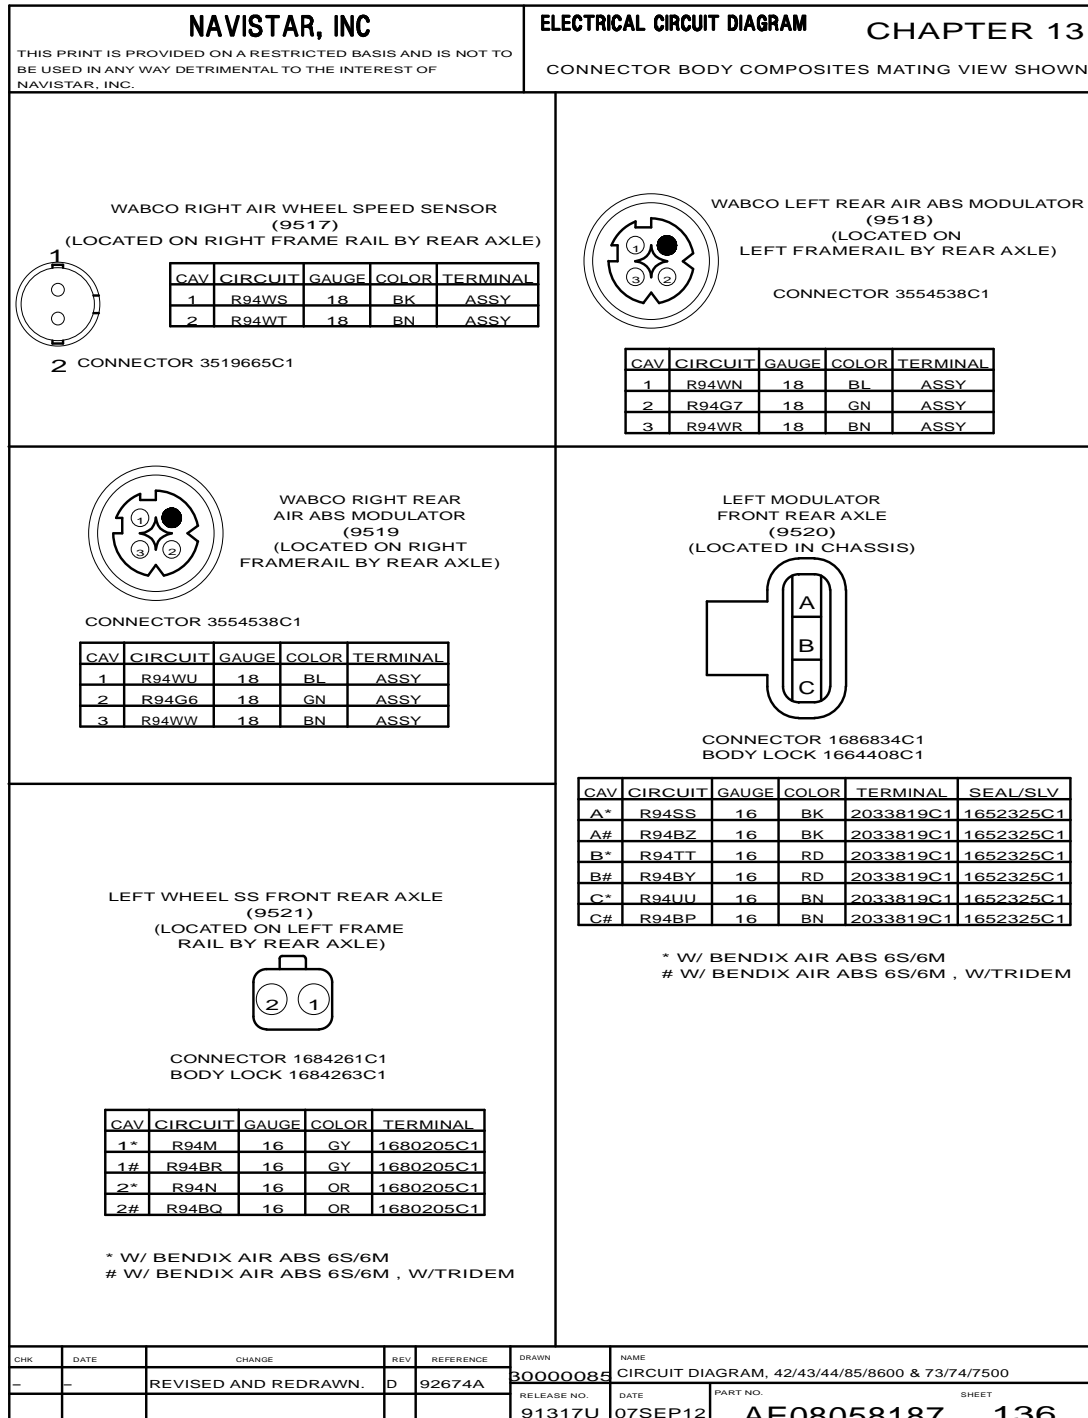 NAVISTAR, INC
THIS PRINT IS PROVIDED ON A RESTRICTED BASIS AND IS NOT TO
BE USED IN ANY WAY DETRIMENTAL TO THE INTEREST OF
NAVISTAR, INC.
ELECTRICAL CIRCUIT DIAGRAM CHAPTER 13
CONNECTOR BODY COMPOSITES MATING VIEW SHOWN
WABCO RIGHT AIR WHEEL SPEED SENSOR
(9517)
(LOCATED ON RIGHT FRAME RAIL BY REAR AXLE)
1
CAV CIRCUIT GAUGE COLOR TERMINAL
1 R94WS 18 BK ASSY
2 R94WT 18 BN ASSY
2 CONNECTOR 3519665C1
WABCO LEFT REAR AIR ABS MODULATOR
(9518)
(LOCATED ON
LEFT FRAMERAIL BY REAR AXLE)
1
3 2
CONNECTOR 3554538C1
CAV CIRCUIT GAUGE COLOR TERMINAL
1 R94WN 18 BL ASSY
2 R94G7 18 GN ASSY
3 R94WR 18 BN ASSY
WABCO RIGHT REAR
AIR ABS MODULATOR
(9519
(LOCATED ON RIGHT
FRAMERAIL BY REAR AXLE)
1
3 2
CONNECTOR 3554538C1
CAV CIRCUIT GAUGE COLOR TERMINAL
1 R94WU 18 BL ASSY
2 R94G6 18 GN ASSY
3 R94WW 18 BN ASSY
LEFT MODULATOR
FRONT REAR AXLE
(9520)
(LOCATED IN CHASSIS)
A
B
C
CONNECTOR 1686834C1
BODY LOCK 1664408C1
CAV CIRCUIT GAUGE COLOR TERMINAL SEAL/SLV
A* R94SS 16 BK 2033819C1 1652325C1
A# R94BZ 16 BK 2033819C1 1652325C1
B* R94TT 16 RD 2033819C1 1652325C1
B# R94BY 16 RD 2033819C1 1652325C1
C* R94UU 16 BN 2033819C1 1652325C1
C# R94BP 16 BN 2033819C1 1652325C1
* W/ BENDIX AIR ABS 6S/6M
# W/ BENDIX AIR ABS 6S/6M , W/TRIDEM
LEFT WHEEL SS FRONT REAR AXLE
(9521)
(LOCATED ON LEFT FRAME
RAIL BY REAR AXLE)
2 1
CONNECTOR 1684261C1
BODY LOCK 1684263C1
CAV CIRCUIT GAUGE COLOR TERMINAL
1* R94M 16 GY 1680205C1
1# R94BR 16 GY 1680205C1
2* R94N 16 OR 1680205C1
2# R94BQ 16 OR 1680205C1
* W/ BENDIX AIR ABS 6S/6M
# W/ BENDIX AIR ABS 6S/6M , W/TRIDEM
CHK DATE CHANGE REV REFERENCE DRAWN NAME
– – REVISED AND REDRAWN. D 92674A 30000085 CIRCUIT DIAGRAM, 42/43/44/85/8600 & 73/74/7500
RELEASE NO. DATE PART NO. SHEET
91317U 07SEP12 AE08058187 136